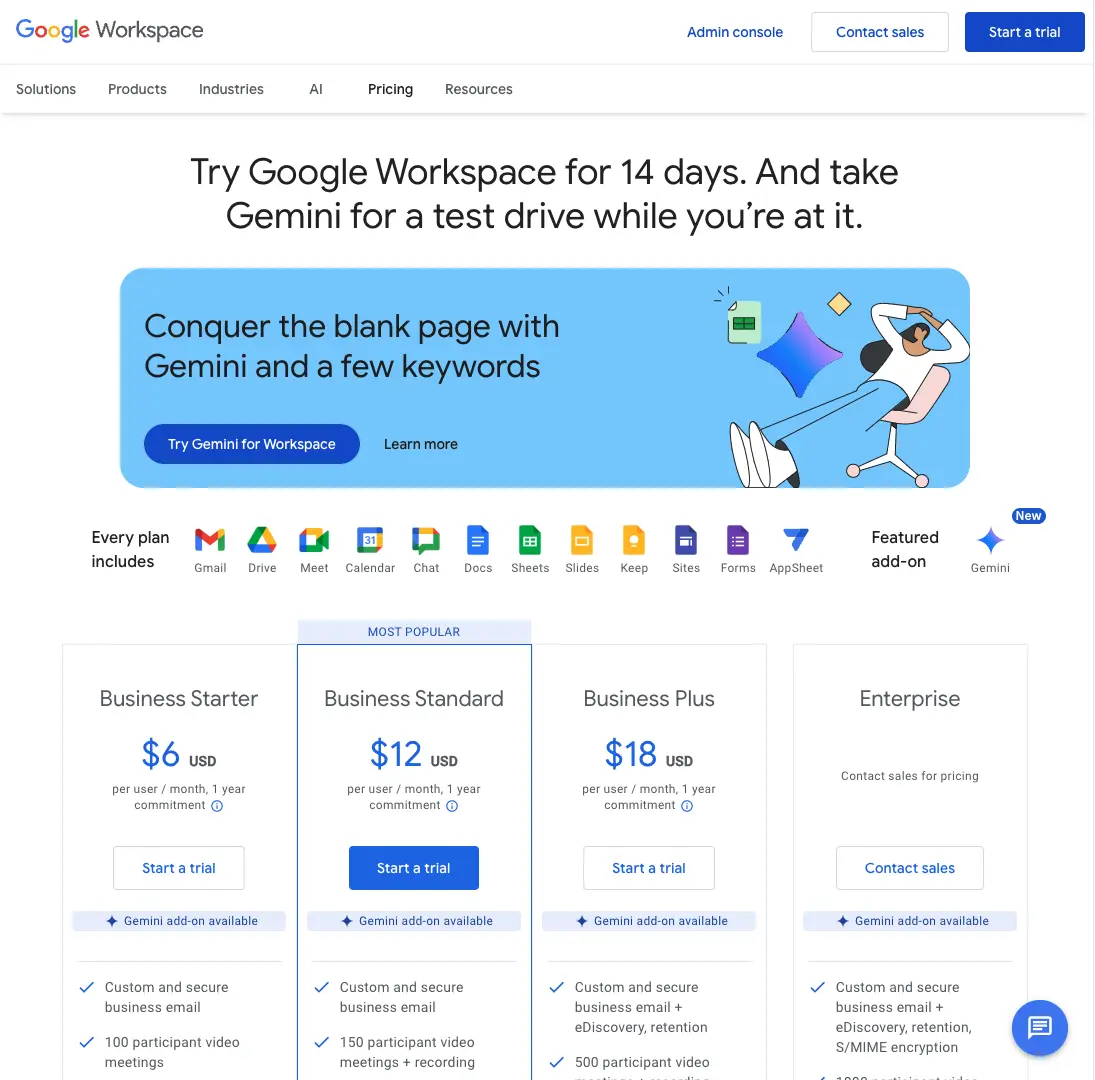 Google Workspace
Admin console
Contact sales
Start a trial
Solutions
Products
Industries
AI
Pricing
Resources
Try Google Workspace for 14 days. And take
Gemini for a test drive while you’re at it.
Conquer the blank page with
Gemini and a few keywords
Try Gemini for Workspace
Learn more
Every plan
includes
31
Gmail
Drive
Meet
Calendar
Chat
Docs
Sheets
Slides
Keep
Sites
Forms
AppSheet
Featured
add-on
New
Gemini
Business Starter
$6 USD
per user / month, 1 year
commitment
Start a trial
Gemini add-on available
Custom and secure
business email
100 participant video
meetings
MOST POPULAR
Business Standard
$12 USD
per user / month, 1 year
commitment
Start a trial
Gemini add-on available
Custom and secure
business email
150 participant video
meetings + recording
Business Plus
$18 USD
per user / month, 1 year
commitment
Start a trial
Gemini add-on available
Custom and secure
business email +
eDiscovery, retention
500 participant video
meetings + recording
Enterprise
Contact sales for pricing
Contact sales
Gemini add-on available
Custom and secure
business email +
eDiscovery, retention,
S/MIME encryption
1000 participant video